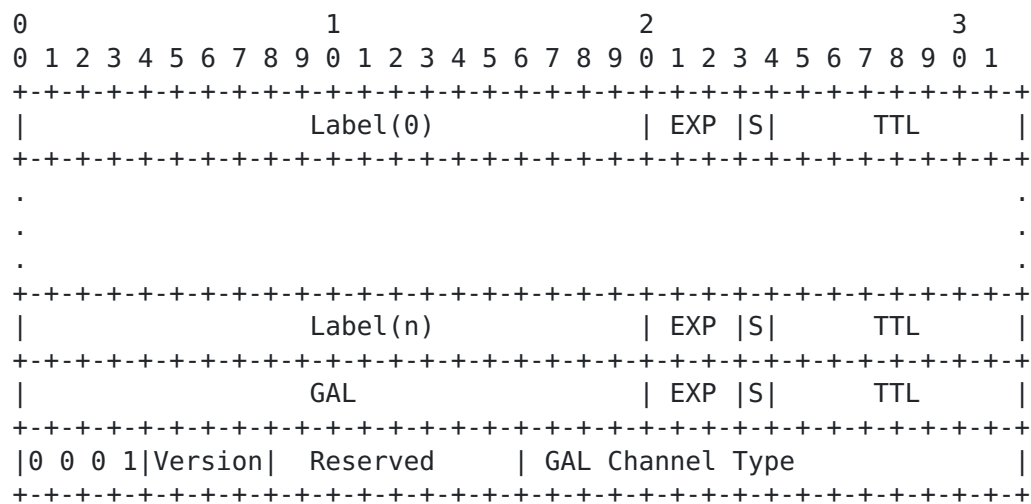 0                   1                   2                   3
0 1 2 3 4 5 6 7 8 9 0 1 2 3 4 5 6 7 8 9 0 1 2 3 4 5 6 7 8 9 0 1
+-+-+-+-+-+-+-+-+-+-+-+-+-+-+-+-+-+-+-+-+-+-+-+-+-+-+-+-+-+-+-+-+
|                  Label(0)             | EXP |S|      TTL      |
+-+-+-+-+-+-+-+-+-+-+-+-+-+-+-+-+-+-+-+-+-+-+-+-+-+-+-+-+-+-+-+-+
.                                                               .
.                                                               .
.                                                               .
+-+-+-+-+-+-+-+-+-+-+-+-+-+-+-+-+-+-+-+-+-+-+-+-+-+-+-+-+-+-+-+-+
|                  Label(n)             | EXP |S|      TTL      |
+-+-+-+-+-+-+-+-+-+-+-+-+-+-+-+-+-+-+-+-+-+-+-+-+-+-+-+-+-+-+-+-+
|                  GAL                  | EXP |S|      TTL      |
+-+-+-+-+-+-+-+-+-+-+-+-+-+-+-+-+-+-+-+-+-+-+-+-+-+-+-+-+-+-+-+-+
|0 0 0 1|Version|  Reserved     | GAL Channel Type              |
+-+-+-+-+-+-+-+-+-+-+-+-+-+-+-+-+-+-+-+-+-+-+-+-+-+-+-+-+-+-+-+-+